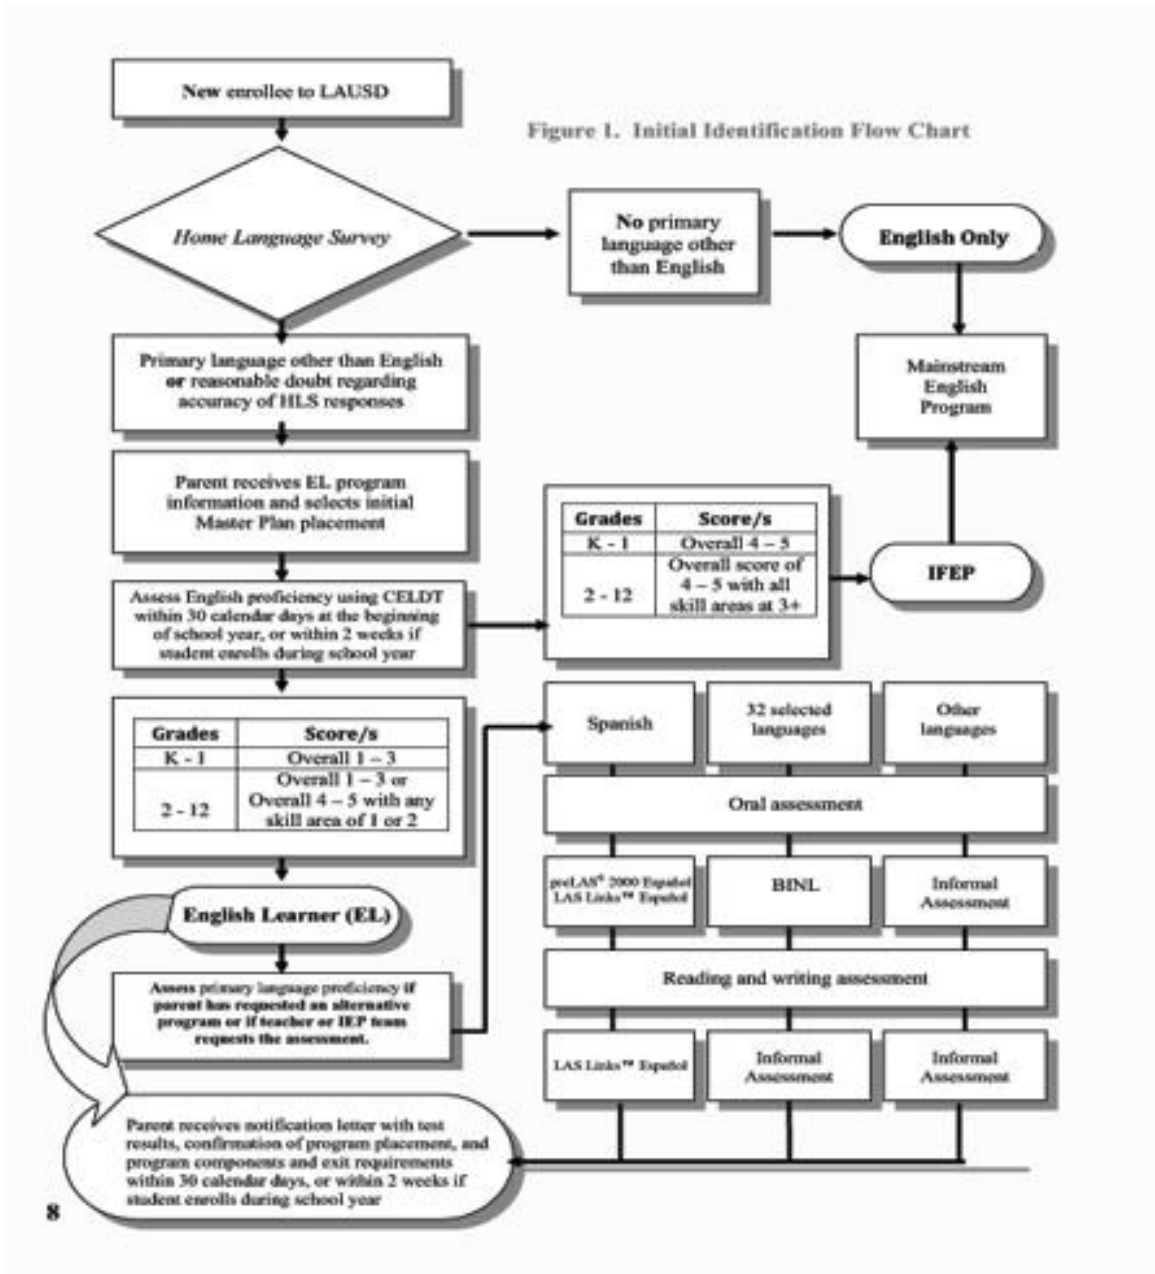 New enrollee to LAUSD
Figure 1. Initial Identification Flow Chart
Home Language Survey
No primary
language other
than English
English Only
Primary language other than English
or reasonable doubt regarding
accuracy of HLS responses
Mainstream
English
Program
Parent receives EL program
information and selects initial
Master Plan placement
Grades Score/s
K - 1 Overall 4 – 5
2 - 12 Overall score of
4 – 5 with all
skill areas at 3+
IFEP
Assess English proficiency using CELDT
within 30 calendar days at the beginning
of school year, or within 2 weeks if
student enrolls during school year
Grades Score/s
K - 1 Overall 1 – 3
2 - 12 Overall 1 – 3 or
Overall 4 – 5 with any
skill area of 1 or 2
Spanish
32 selected
languages
Other
languages
Oral assessment
preLAS® 2000 Español
LAS Links™ Español
BINL
Informal
Assessment
English Learner (EL)
Reading and writing assessment
Assess primary language proficiency if
parent has requested an alternative
program or if teacher or IEP team
requests the assessment.
LAS Links™ Español
Informal
Assessment
Informal
Assessment
Parent receives notification letter with test
results, confirmation of program placement, and
program components and exit requirements
within 30 calendar days, or within 2 weeks if
student enrolls during school year
8